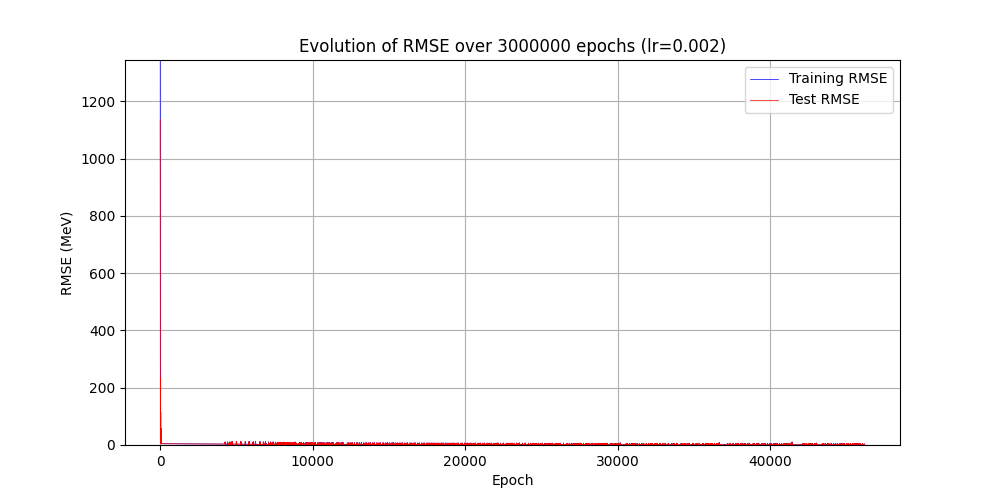 Evolution of RMSE over 3000000 epochs (lr=0.002)
Training RMSE
Test RMSE
RMSE (MeV)
1200
1000
800
600
400
200
0
0 10000 20000 30000 40000
Epoch